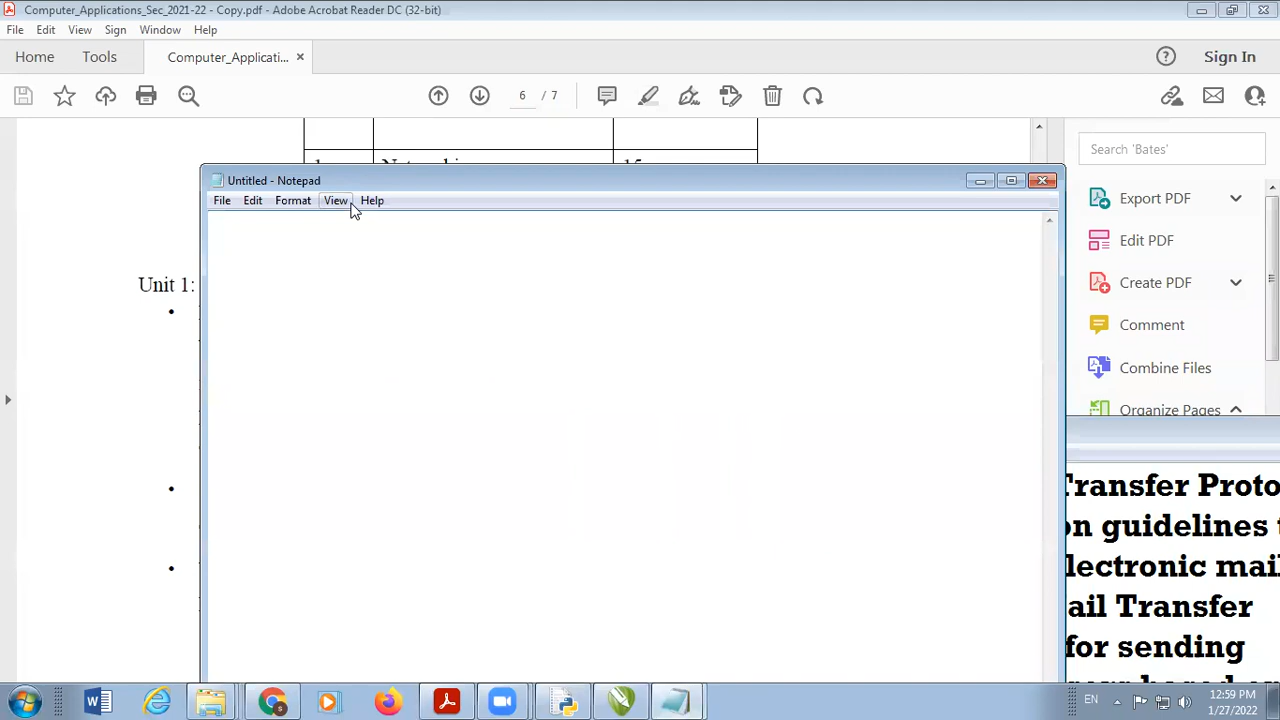 Computer_Applications_Sec_2021-22 - Copy.pdf - Adobe Acrobat Reader DC (32-bit)
File Edit View Sign Window Help
Home Tools Computer_Applicati... Sign In
6 / 7
Search 'Bates'
Untitled - Notepad
File Edit Format View Help
Unit 1:
Export PDF
Edit PDF
Create PDF
Comment
Combine Files
Organize Pages
Transfer Proto
on guidelines
lectronic mail
ail Transfer
for sending
EN 12:59 PM
1/27/2022